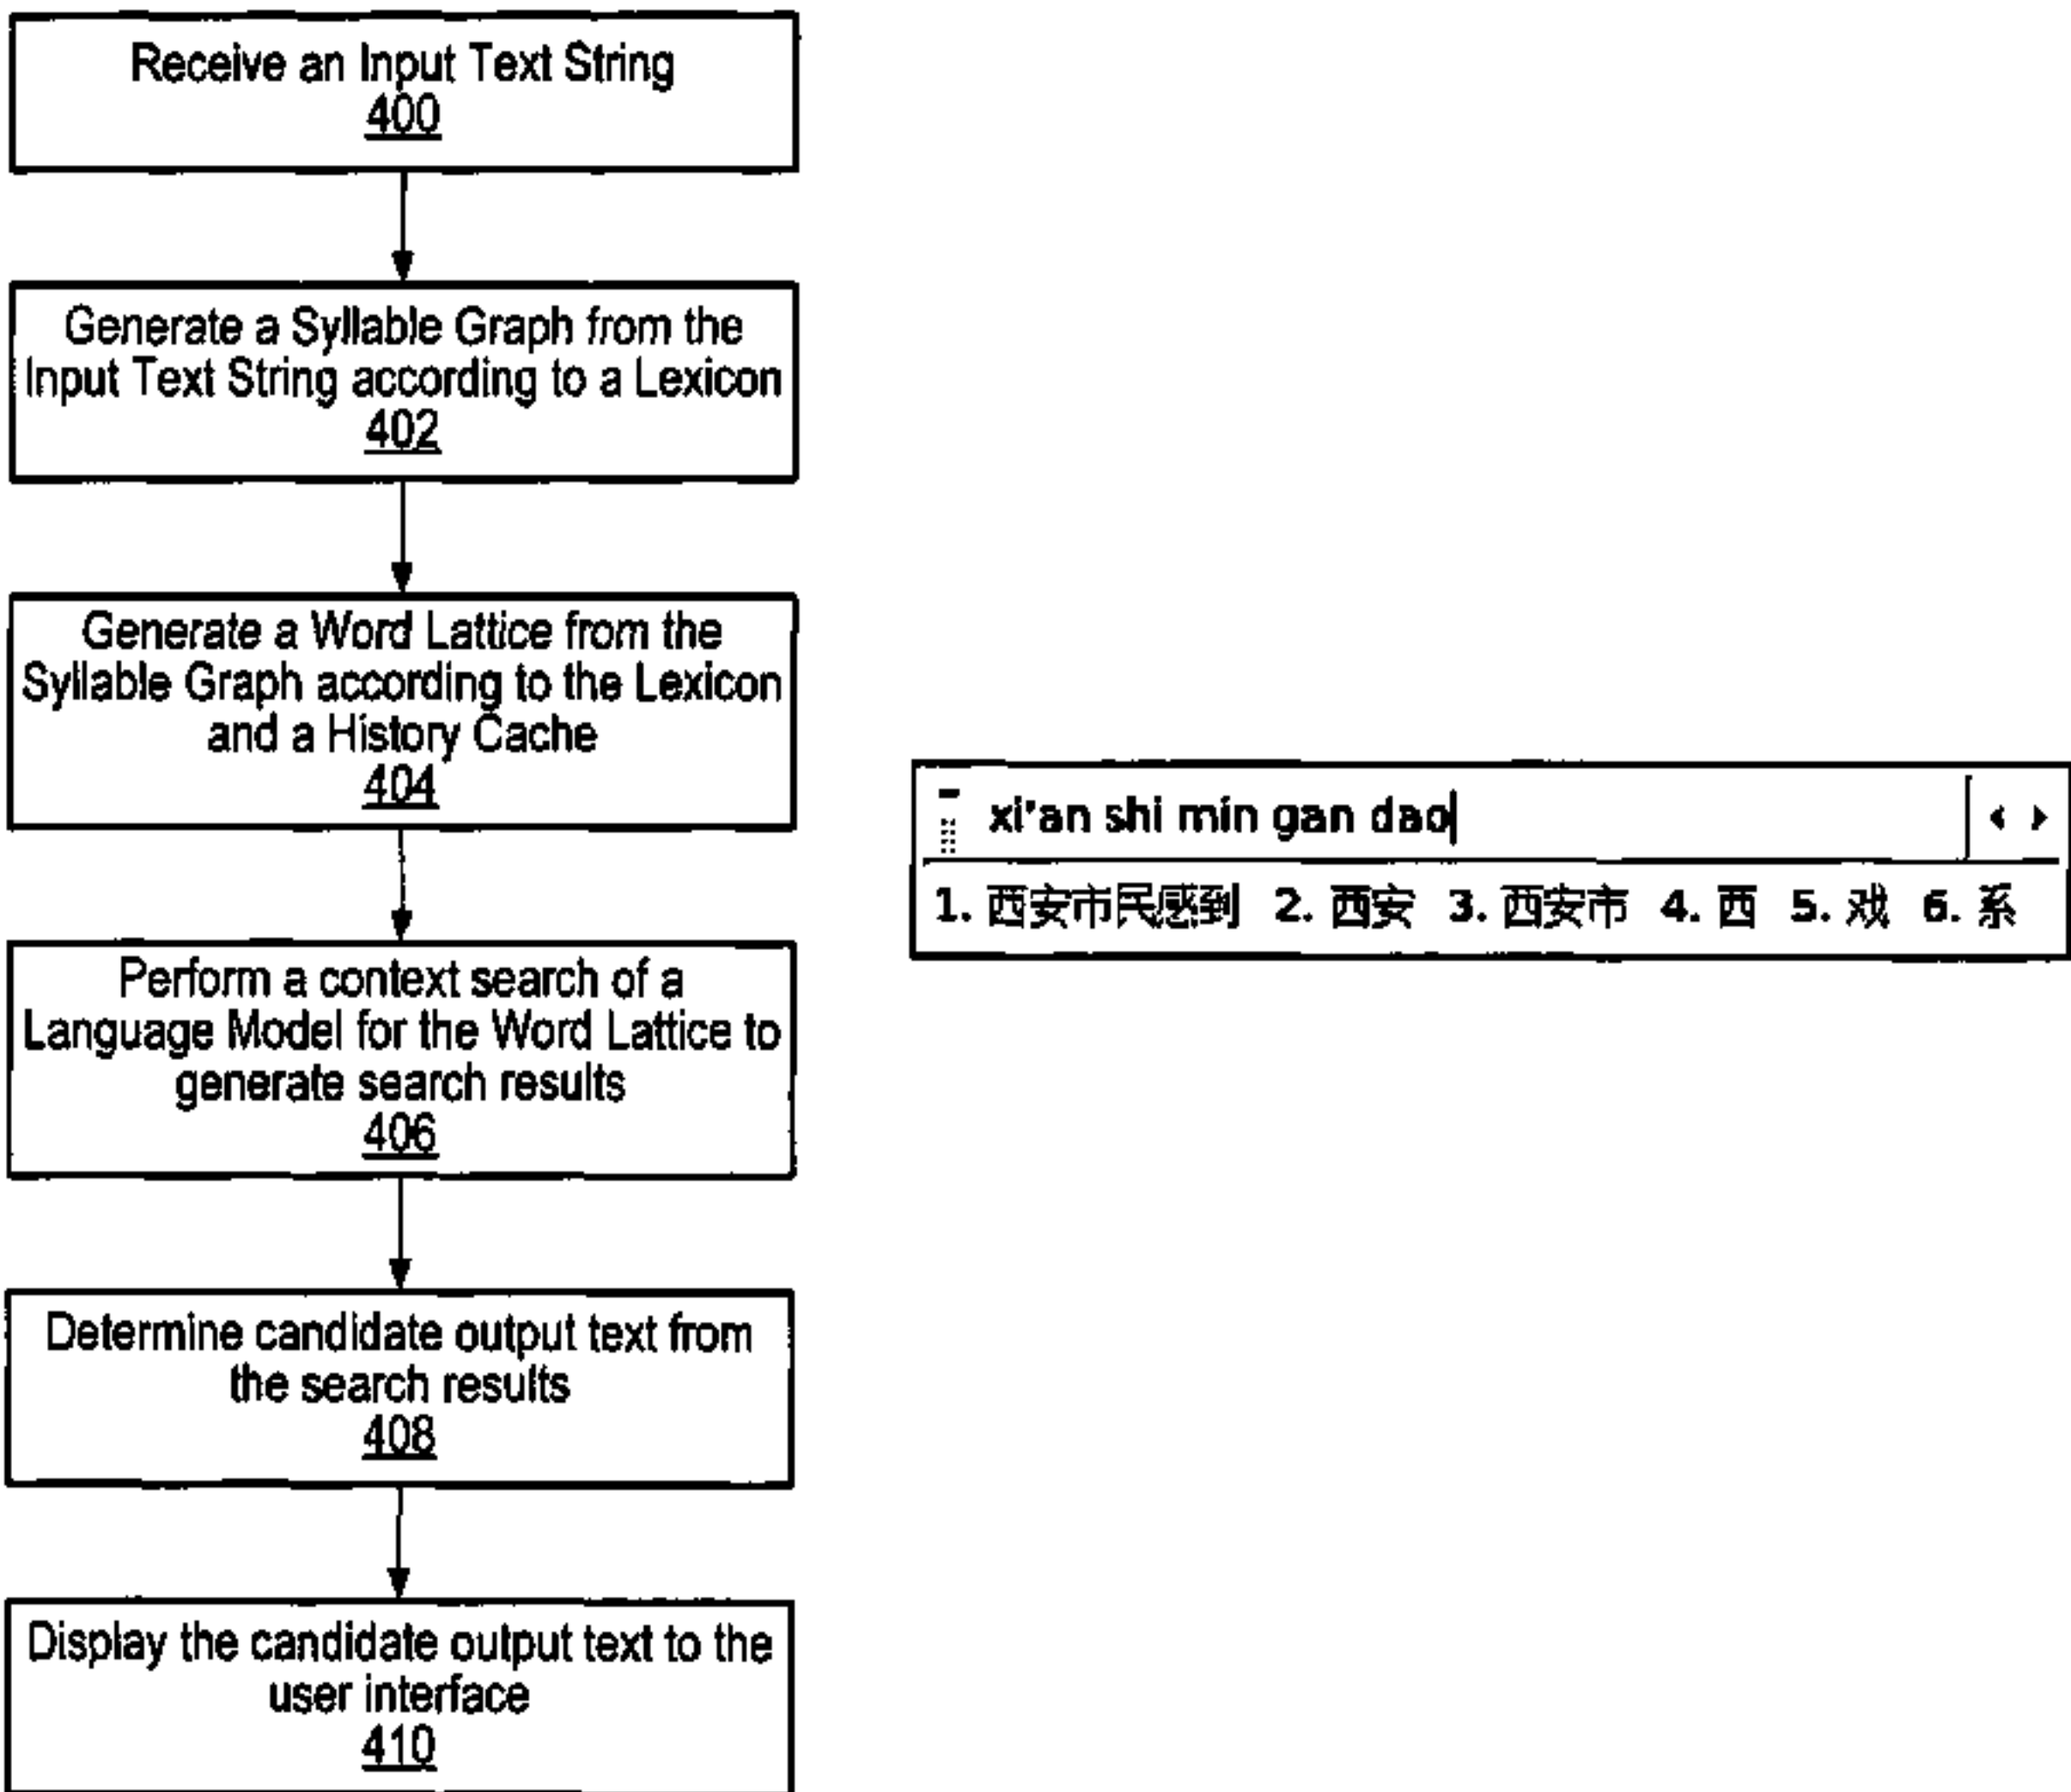 Receive an Input Text String
400
Generate a Syllable Graph from the
Input Text String according to a Lexicon
402
Generate a Word Lattice from the
Syllable Graph according to the Lexicon
and a History Cache
404
Perform a context search of a
Language Model for the Word Lattice to
generate search results
406
Determine candidate output text from
the search results
408
Display the candidate output text to the
user interface
410
xi'an shi min gan dao
1. 西安市民感到 2. 西安 3. 西安市 4. 西 5. 戏 6. 系